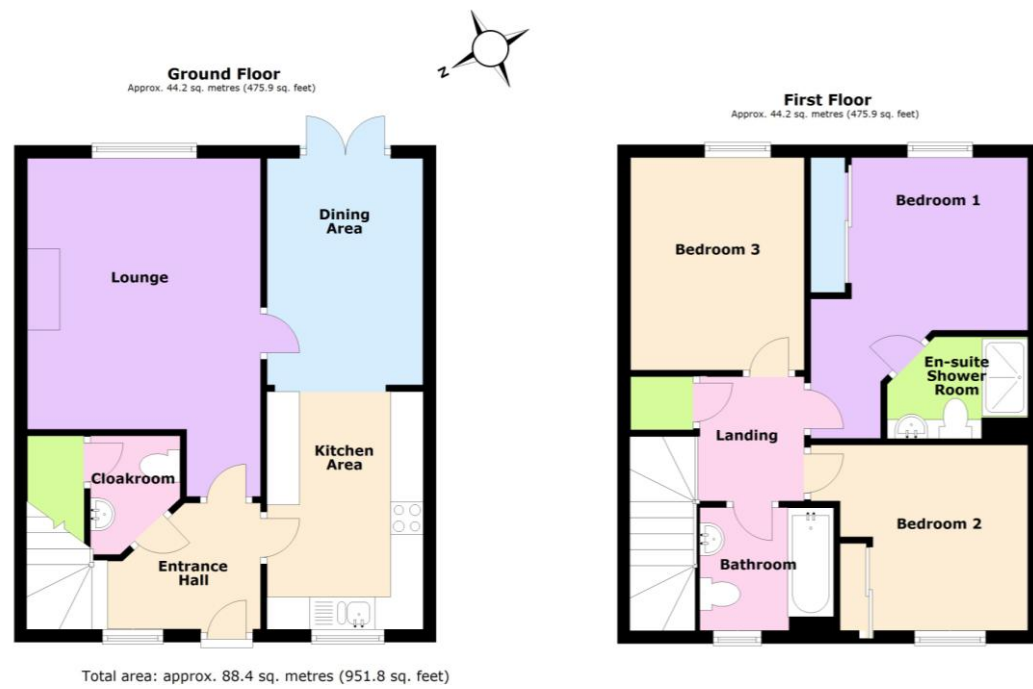 Ground Floor
Approx. 44.2 sq. metres (475.9 sq. feet)
N
Lounge
Dining
Area
Kitchen
Area
Cloakroom
Entrance
Hall
Total area: approx. 88.4 sq. metres (951.8 sq. feet)
First Floor
Approx. 44.2 sq. metres (475.9 sq. feet)
Bedroom 3
Bedroom 1
En-suite
Shower
Room
Landing
Bedroom 2
Bathroom